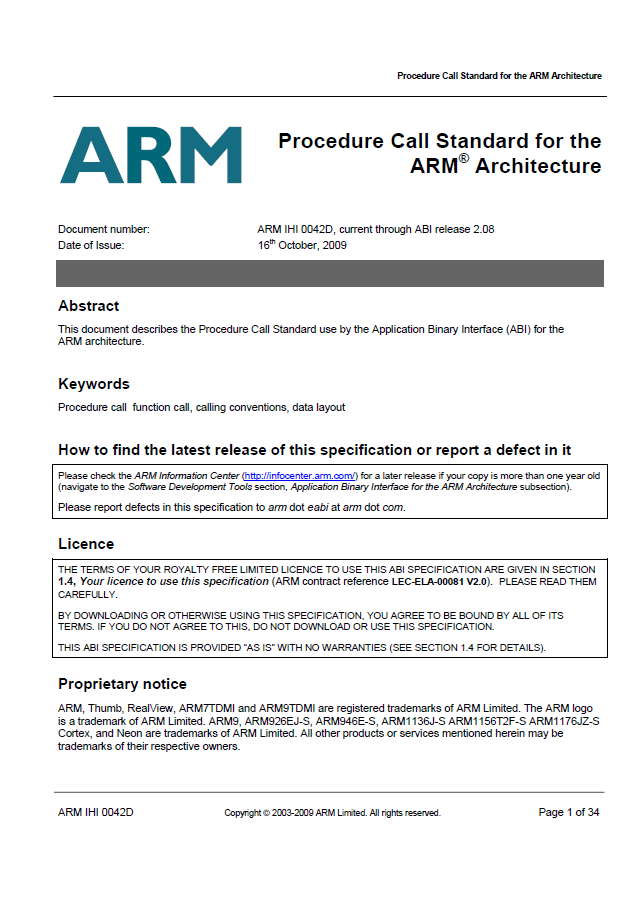 Procedure Call Standard for the ARM Architecture
ARM
Procedure Call Standard for the
ARM® Architecture
Document number: ARM IHI 0042D, current through ABI release 2.08
Date of Issue: 16th October, 2009
Abstract
This document describes the Procedure Call Standard use by the Application Binary Interface (ABI) for the
ARM architecture.
Keywords
Procedure call function call, calling conventions, data layout
How to find the latest release of this specification or report a defect in it
Please check the ARM Information Center (http://infocenter.arm.com/) for a later release if your copy is more than one year old
(navigate to the Software Development Tools section, Application Binary Interface for the ARM Architecture subsection).
Please report defects in this specification to arm dot eabi at arm dot com.
Licence
THE TERMS OF YOUR ROYALTY FREE LIMITED LICENCE TO USE THIS ABI SPECIFICATION ARE GIVEN IN SECTION
1.4, Your licence to use this specification (ARM contract reference LEC-ELA-00081 V2.0). PLEASE READ THEM
CAREFULLY.
BY DOWNLOADING OR OTHERWISE USING THIS SPECIFICATION, YOU AGREE TO BE BOUND BY ALL OF ITS
TERMS. IF YOU DO NOT AGREE TO THIS, DO NOT DOWNLOAD OR USE THIS SPECIFICATION.
THIS ABI SPECIFICATION IS PROVIDED “AS IS” WITH NO WARRANTIES (SEE SECTION 1.4 FOR DETAILS).
Proprietary notice
ARM, Thumb, RealView, ARM7TDMI and ARM9TDMI are registered trademarks of ARM Limited. The ARM logo
is a trademark of ARM Limited. ARM9, ARM926EJ-S, ARM946E-S, ARM1136J-S ARM1156T2F-S ARM1176JZ-S
Cortex, and Neon are trademarks of ARM Limited. All other products or services mentioned herein may be
trademarks of their respective owners.
ARM IHI 0042D Copyright © 2003-2009 ARM Limited. All rights reserved. Page 1 of 34